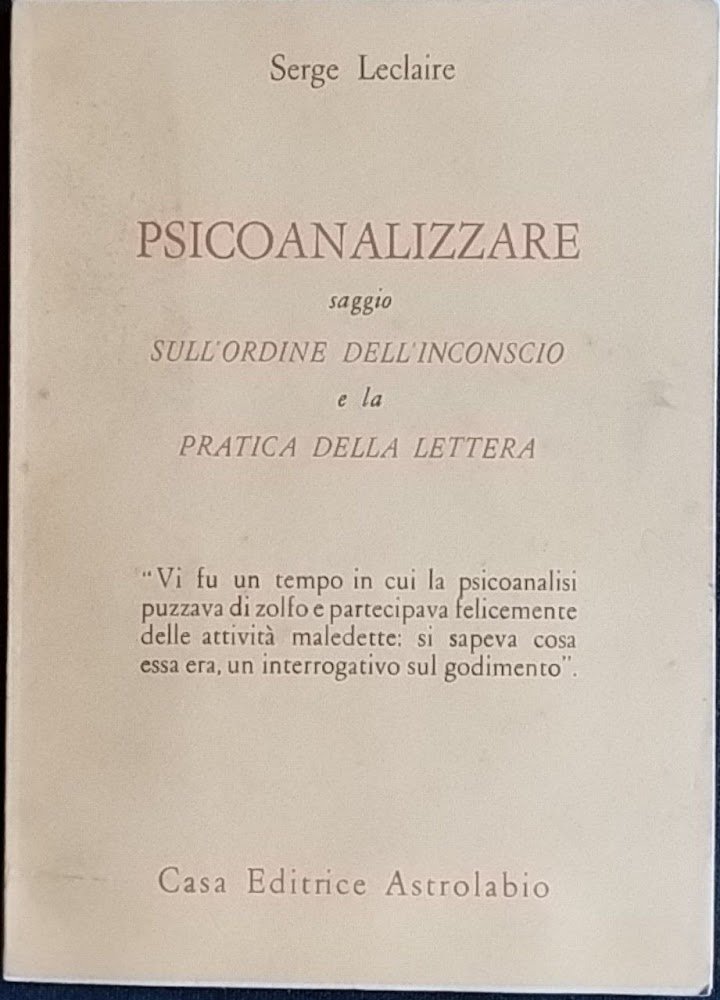 Serge Leclaire
PSICOANALIZZARE
saggio
SULL'ORDINE DELL'INCONSCIO
e la
PRATICA DELLA LETTERA
"Vi fu un tempo in cui la psicoanalisi
puzzava di zolfo e partecipava felicemente
delle attività maledette: si sapeva cosa
essa era, un interrogativo sul godimento".
Casa Editrice Astrolabio